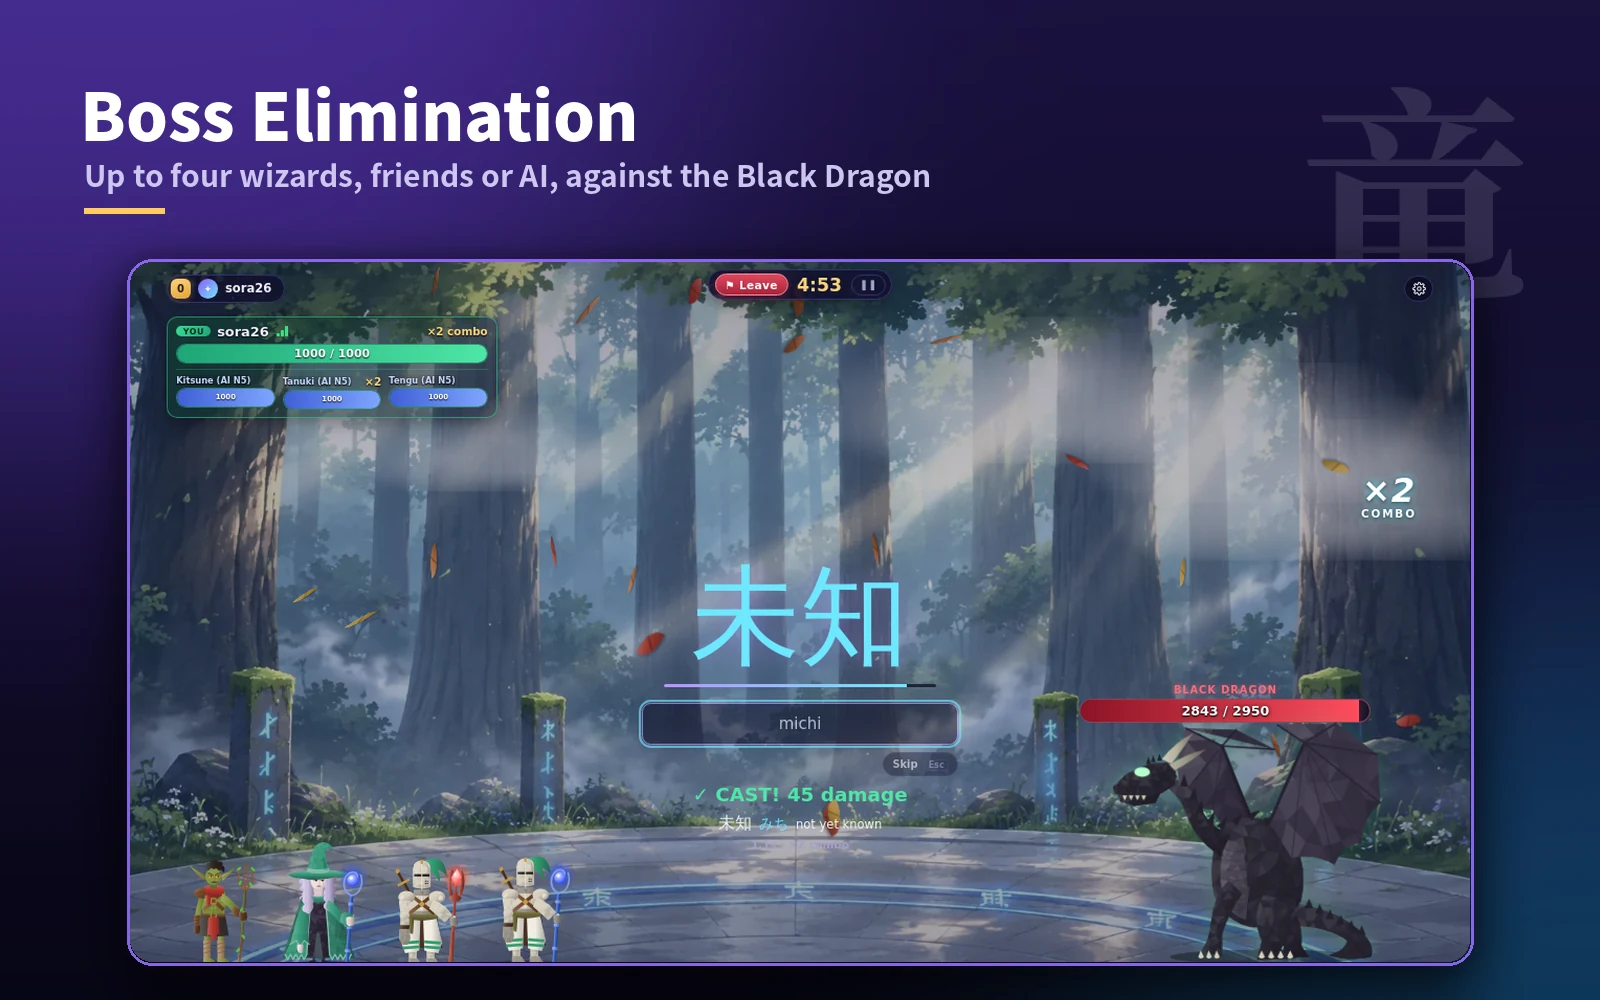 Boss Elimination
Up to four wizards, friends or AI, against the Black Dragon
竜
0 sora26
Leave 4:53
YOU sora26 ×2 combo
1000 / 1000
Kitsune (AI N5) Tanuki (AI N5) ×2 Tengu (AI N5)
1000 1000 1000
×2
COMBO
未知
BLACK DRAGON
2843 / 2950
michi
Skip Esc
✓ CAST! 45 damage
未知 みち not yet known